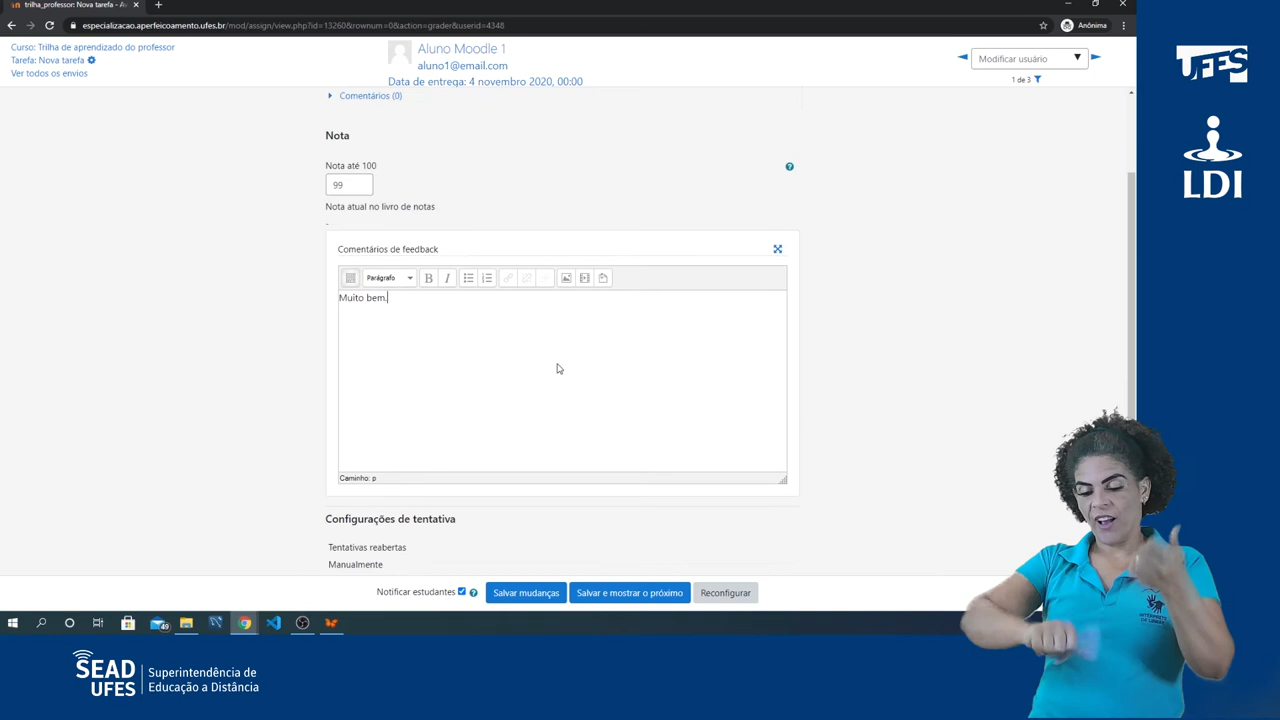 trilha_professor: Nova tarefa - A
especializacao.aperfeicoamento.ufes.br/mod/assign/view.php?id=13260&rownum=0&action=grader&userid=4348
Anônima
Curso: Trilha de aprendizado do professor
Tarefa: Nova tarefa
Ver todos os envios
Aluno Moodle 1
aluno1@email.com
Data de entrega: 4 novembro 2020, 00:00
Modificar usuário
1 de 3
Comentários (0)
Nota
Nota até 100
99
Nota atual no livro de notas
-
Comentários de feedback
Parágrafo
B I
Muito bem.
Caminho: p
Configurações de tentativa
Tentativas reabertas
Manualmente
Notificar estudantes
Salvar mudanças
Salvar e mostrar o próximo
Reconfigurar
49
UFES
LDI
INTÉRPRETE
DE LIBRAS
SEAD
UFES
Superintendência de
Educação a Distância